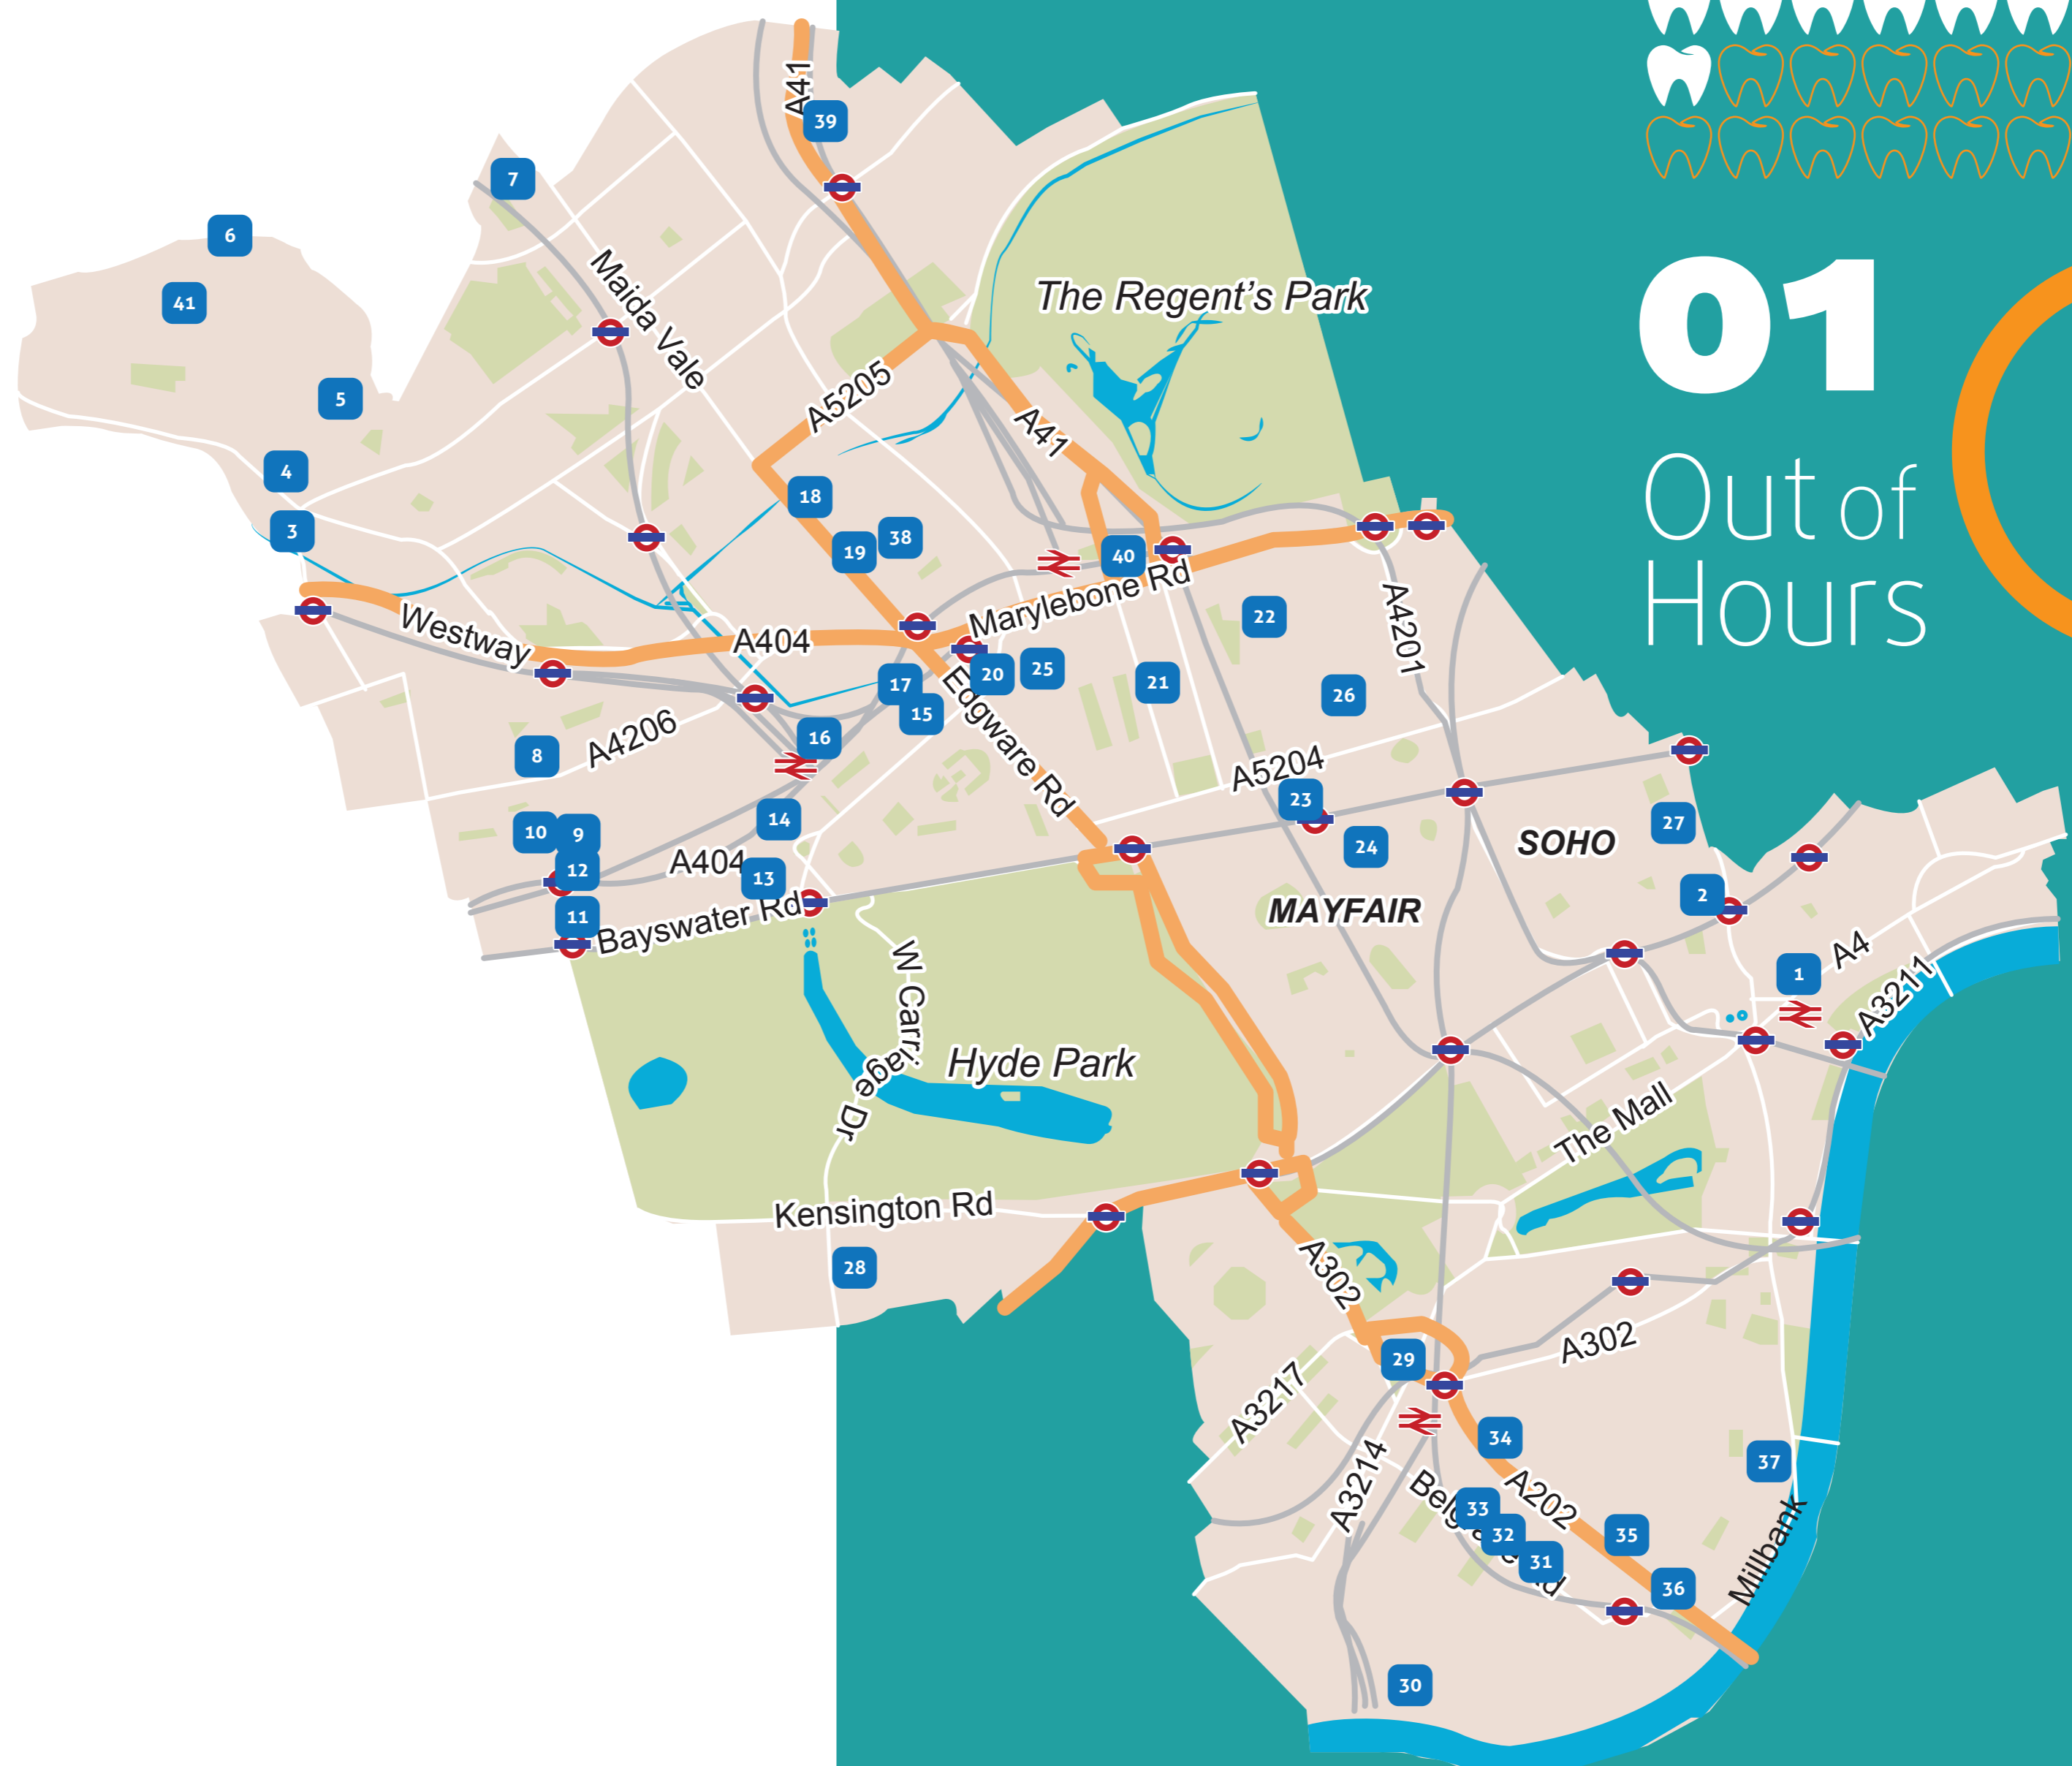 A41
39
7
6
41
Maida Vale
The Regent's Park
01
Out of
Hours
5
A5205
A41
4
18
3
19
38
40
Marylebone Rd
A4201
22
Westway
A404
17
20
25
21
26
15
Edgware Rd
16
A4206
8
A5204
23
14
10
9
27
SOHO
24
12
A404
13
2
11
Bayswater Rd
MAYFAIR
W Carriage Dr
1
A4
A3211
Hyde Park
The Mall
Kensington Rd
28
A302
29
A302
A3217
34
37
A3214
Belgrave Rd
33
A202
32
35
31
36
Millbank
30